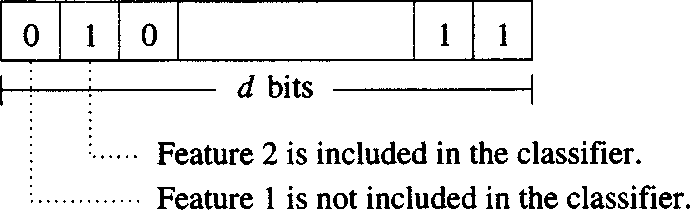 0 1 0 1 1
d bits
Feature 2 is included in the classifier.
Feature 1 is not included in the classifier.